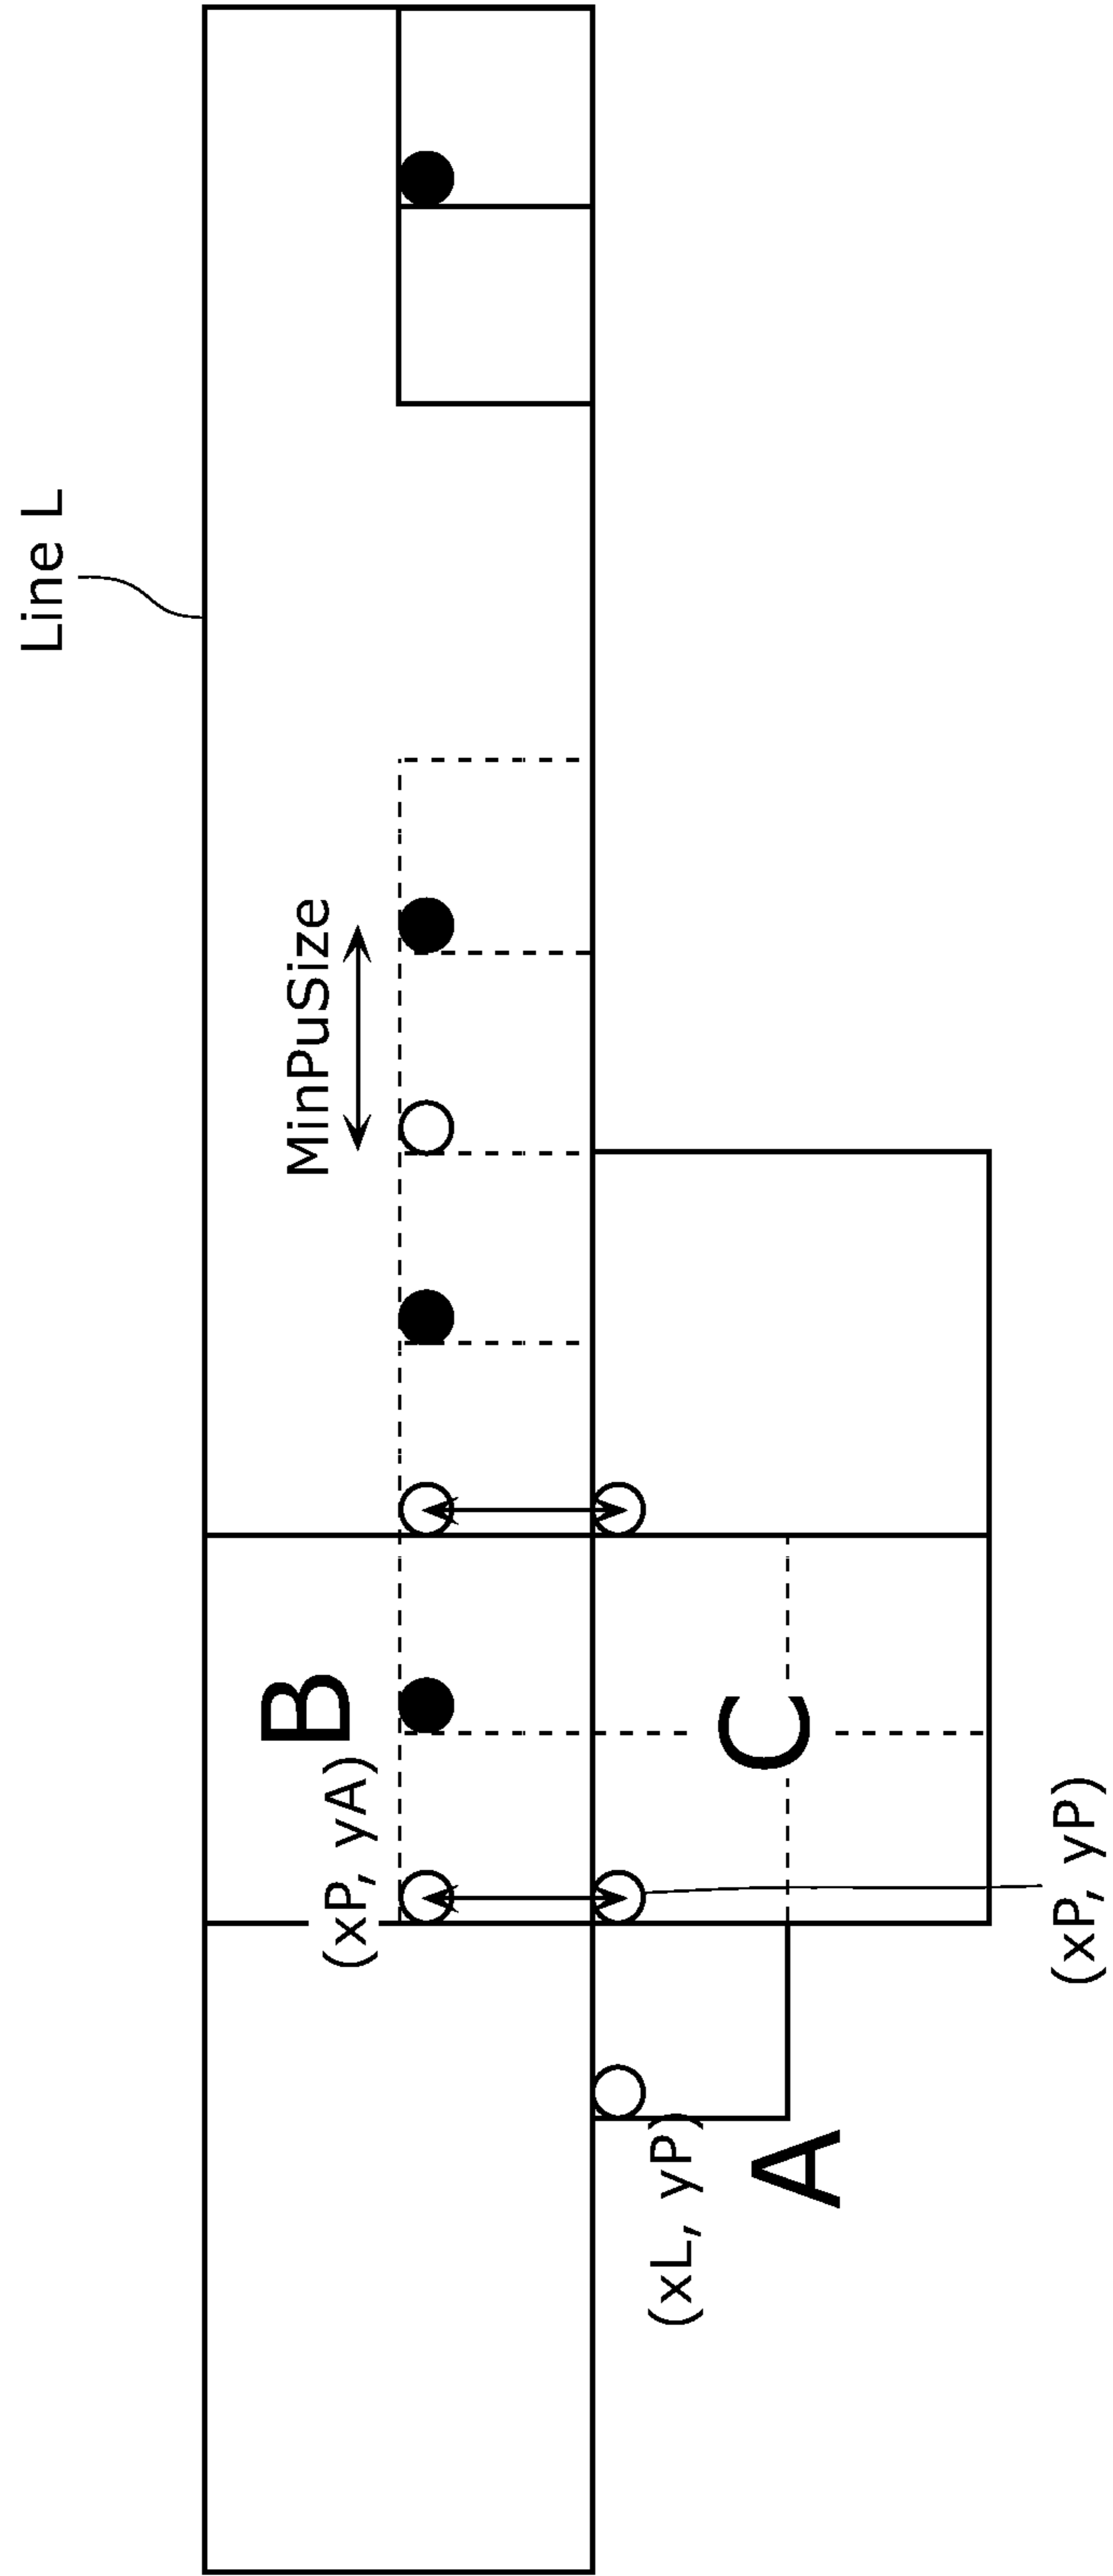 Line L
MinPuSize
B
(xP, yA)
C
(xP, yP)
(xL, yP)
A